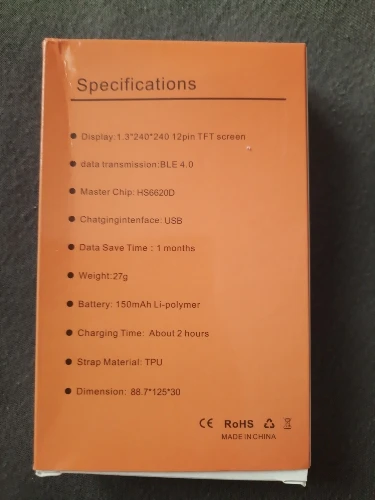 Specifications
● Display:1.3*240*240 12pin TFT screen
● data transmission:BLE 4.0
● Master Chip: HS6620D
● Chatgingintenface: USB
● Data Save Time : 1 months
● Weight:27g
● Battery: 150mAh Li-polymer
● Charging Time: About 2 hours
● Strap Material: TPU
● Dimension: 88.7*125*30
CE RoHS
MADE IN CHINA